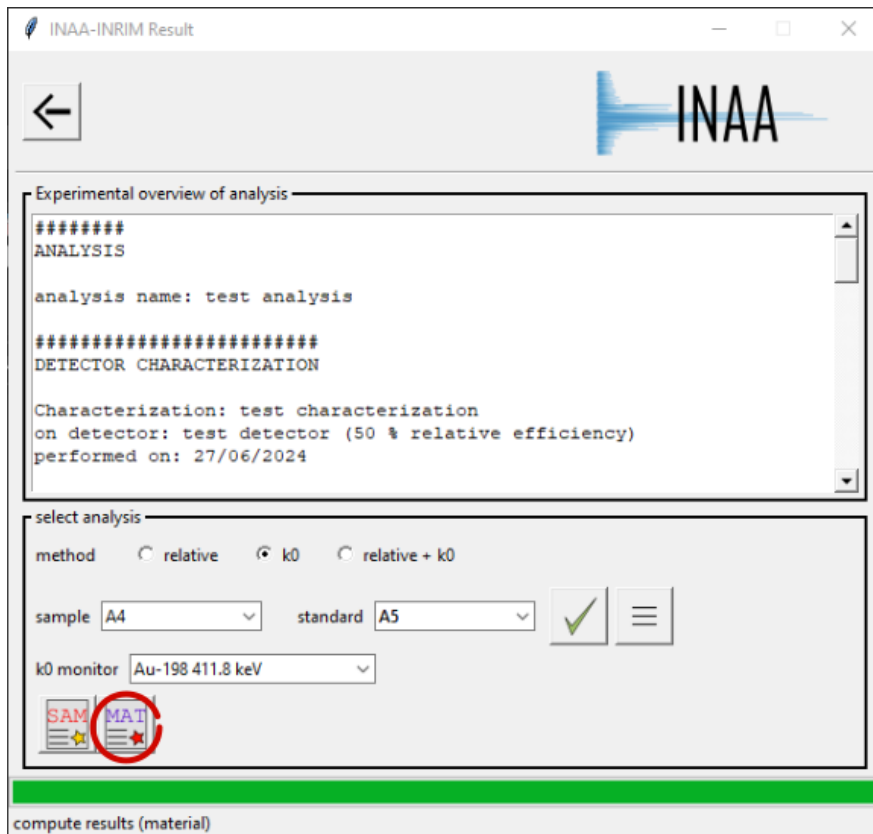 INAA-INRIM Result
INAA
Experimental overview of analysis
########
ANALYSIS
analysis name: test analysis
#########################
DETECTOR CHARACTERIZATION
Characterization: test characterization
on detector: test detector (50 % relative efficiency)
performed on: 27/06/2024
select analysis
method relative k0 relative + k0
sample A4 standard A5
k0 monitor Au-198 411.8 keV
SAM MAT
compute results (material)